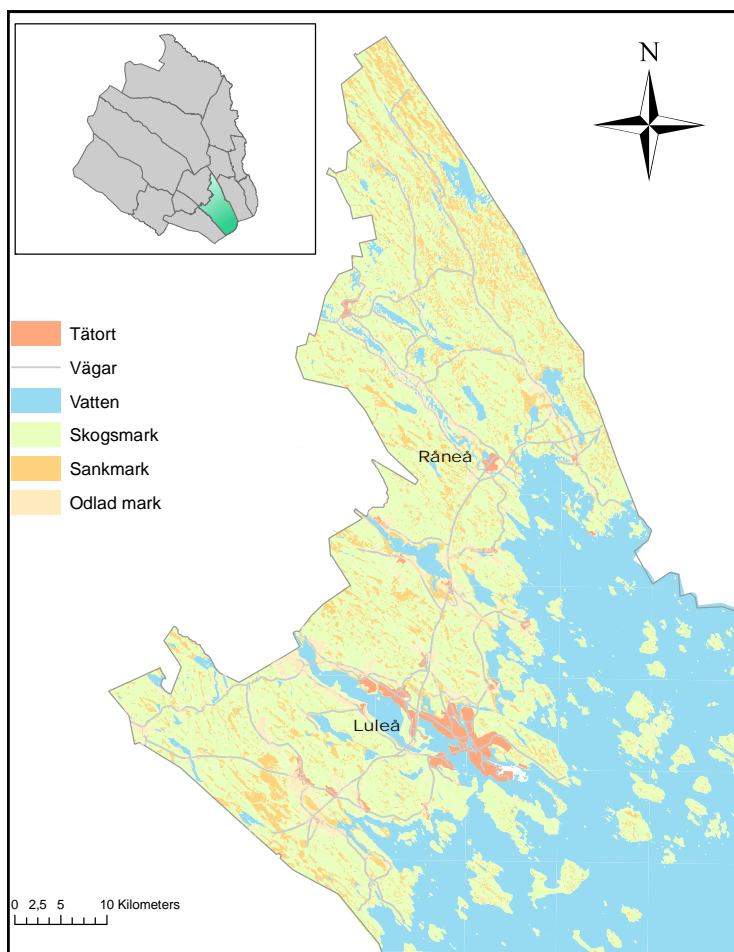 N
Tätort
Vägar
Vatten
Skogsmark
Sankmark
Odlad mark
Råneå
Luleå
0 2,5 5 10 Kilometers